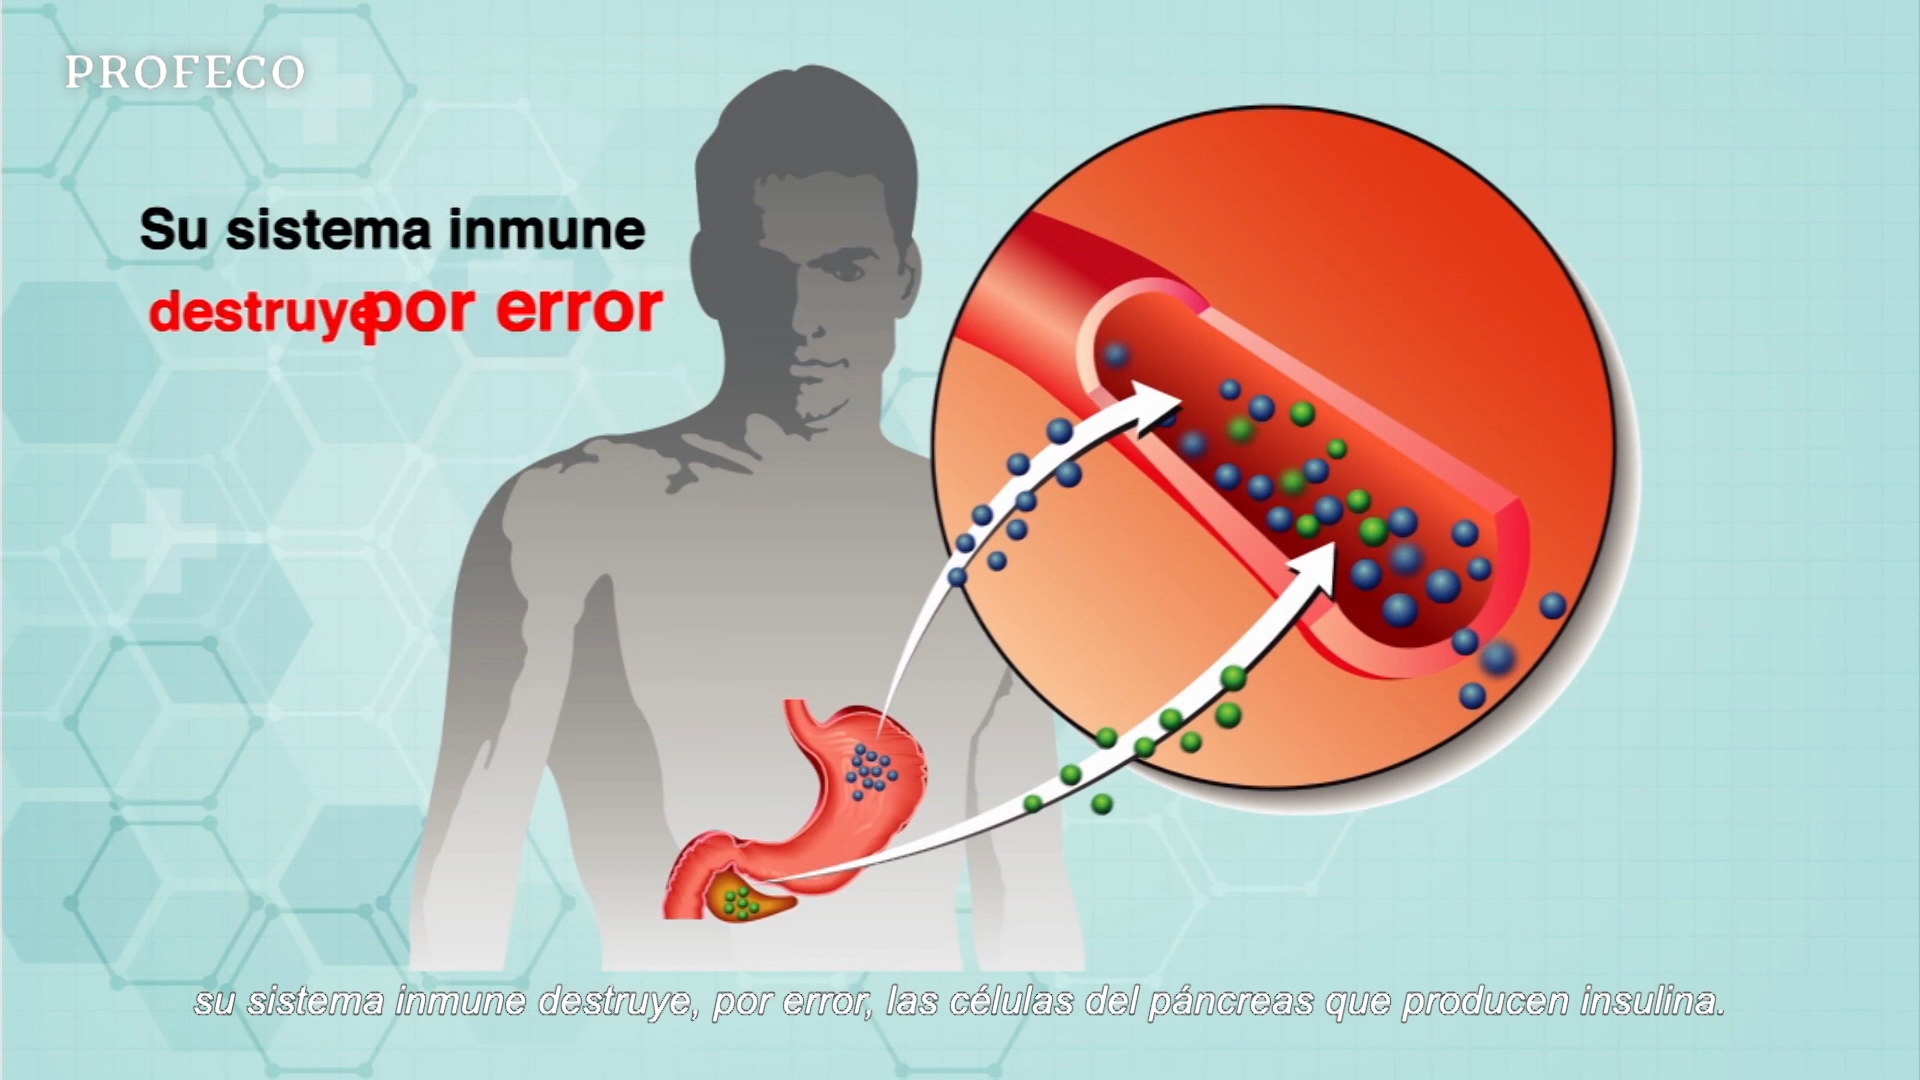 PROFECO
Su sistema inmune
destruye por error
su sistema inmune destruye, por error, las células del páncreas que producen insulina.